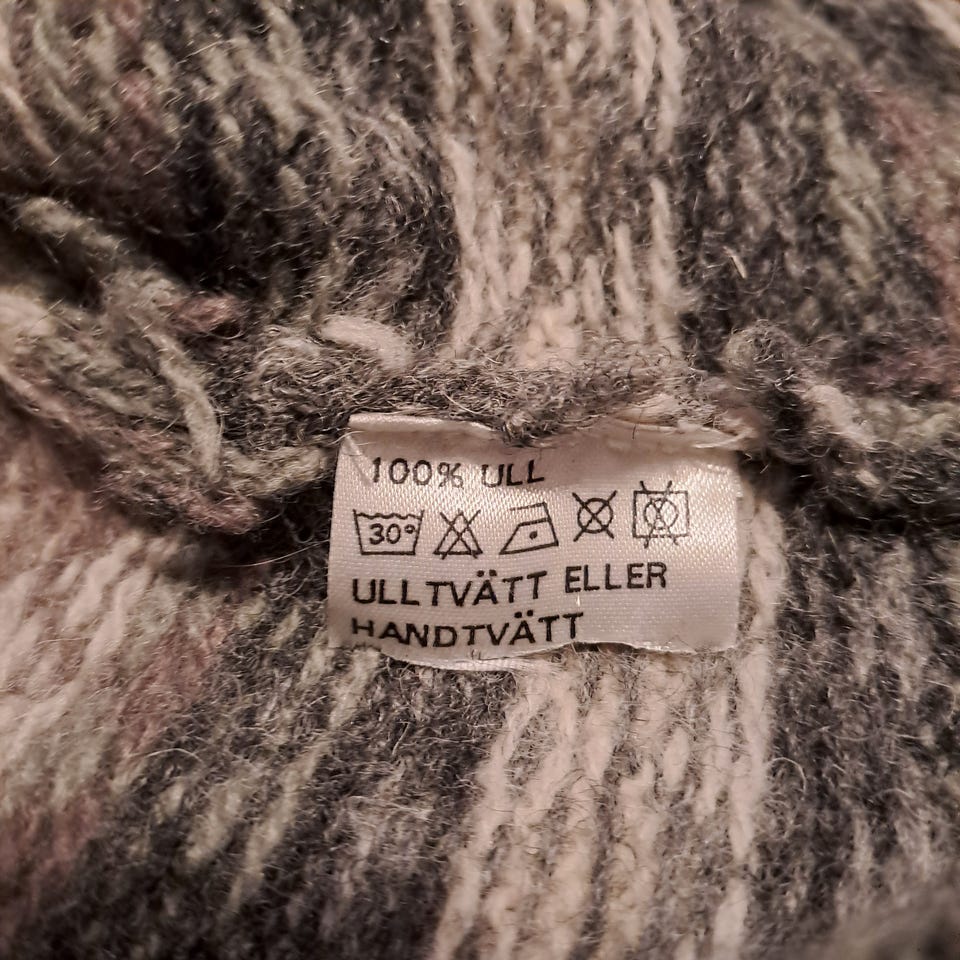 100% ULL
30°
ULLTVÄTT ELLER
HANDTVÄTT